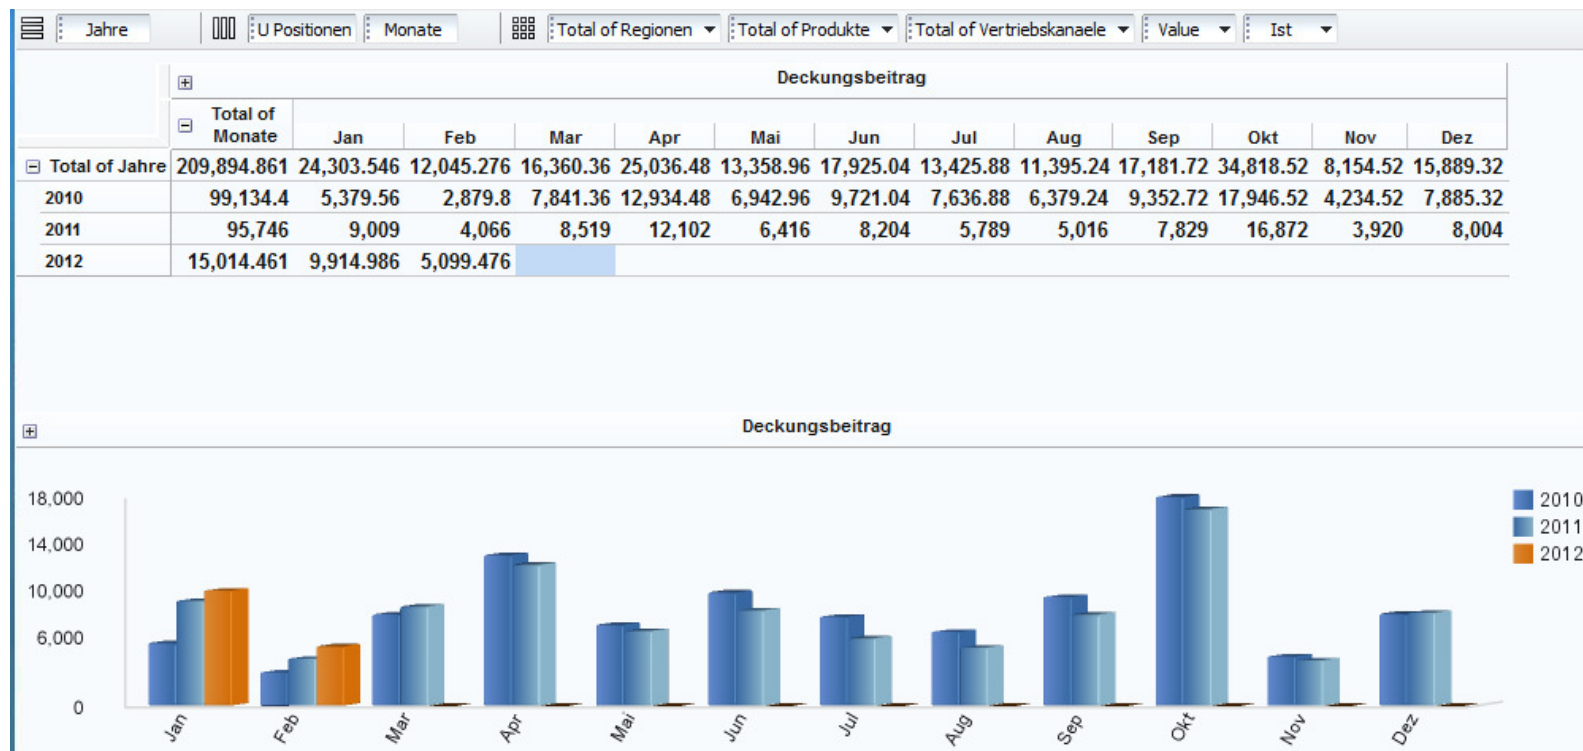 Jahre U Positionen Monate Total of Regionen Total of Produkte Total of Vertriebskanaele Value Ist
Deckungsbeitrag
Total of
Monate Jan Feb Mar Apr Mai Jun Jul Aug Sep Okt Nov Dez
Total of Jahre 209,894.861 24,303.546 12,045.276 16,360.36 25,036.48 13,358.96 17,925.04 13,425.88 11,395.24 17,181.72 34,818.52 8,154.52 15,889.32
2010 99,134.4 5,379.56 2,879.8 7,841.36 12,934.48 6,942.96 9,721.04 7,636.88 6,379.24 9,352.72 17,946.52 4,234.52 7,885.32
2011 95,746 9,009 4,066 8,519 12,102 6,416 8,204 5,789 5,016 7,829 16,872 3,920 8,004
2012 15,014.461 9,914.986 5,099.476
Deckungsbeitrag
18,000
14,000
10,000
6,000
0
Jan Feb Mar Apr Mai Jun Jul Aug Sep Okt Nov Dez
2010
2011
2012